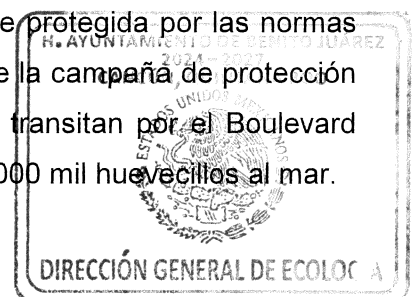 e protegida por las normas
H. AYUNTAMIENTO DE BENITO JUÁREZ
2024 - 2027
e la campaña de protección
ESTADOS UNIDOS MEXICANOS
transitan por el Boulevard
000 mil huevecillos al mar.
DIRECCIÓN GENERAL DE ECOLOG A